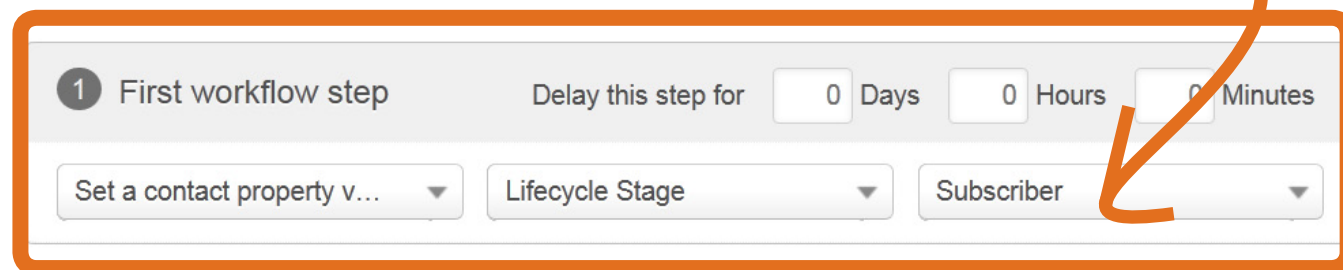 1 First workflow step Delay this step for 0 Days 0 Hours 0 Minutes
Set a contact property v... Lifecycle Stage Subscriber